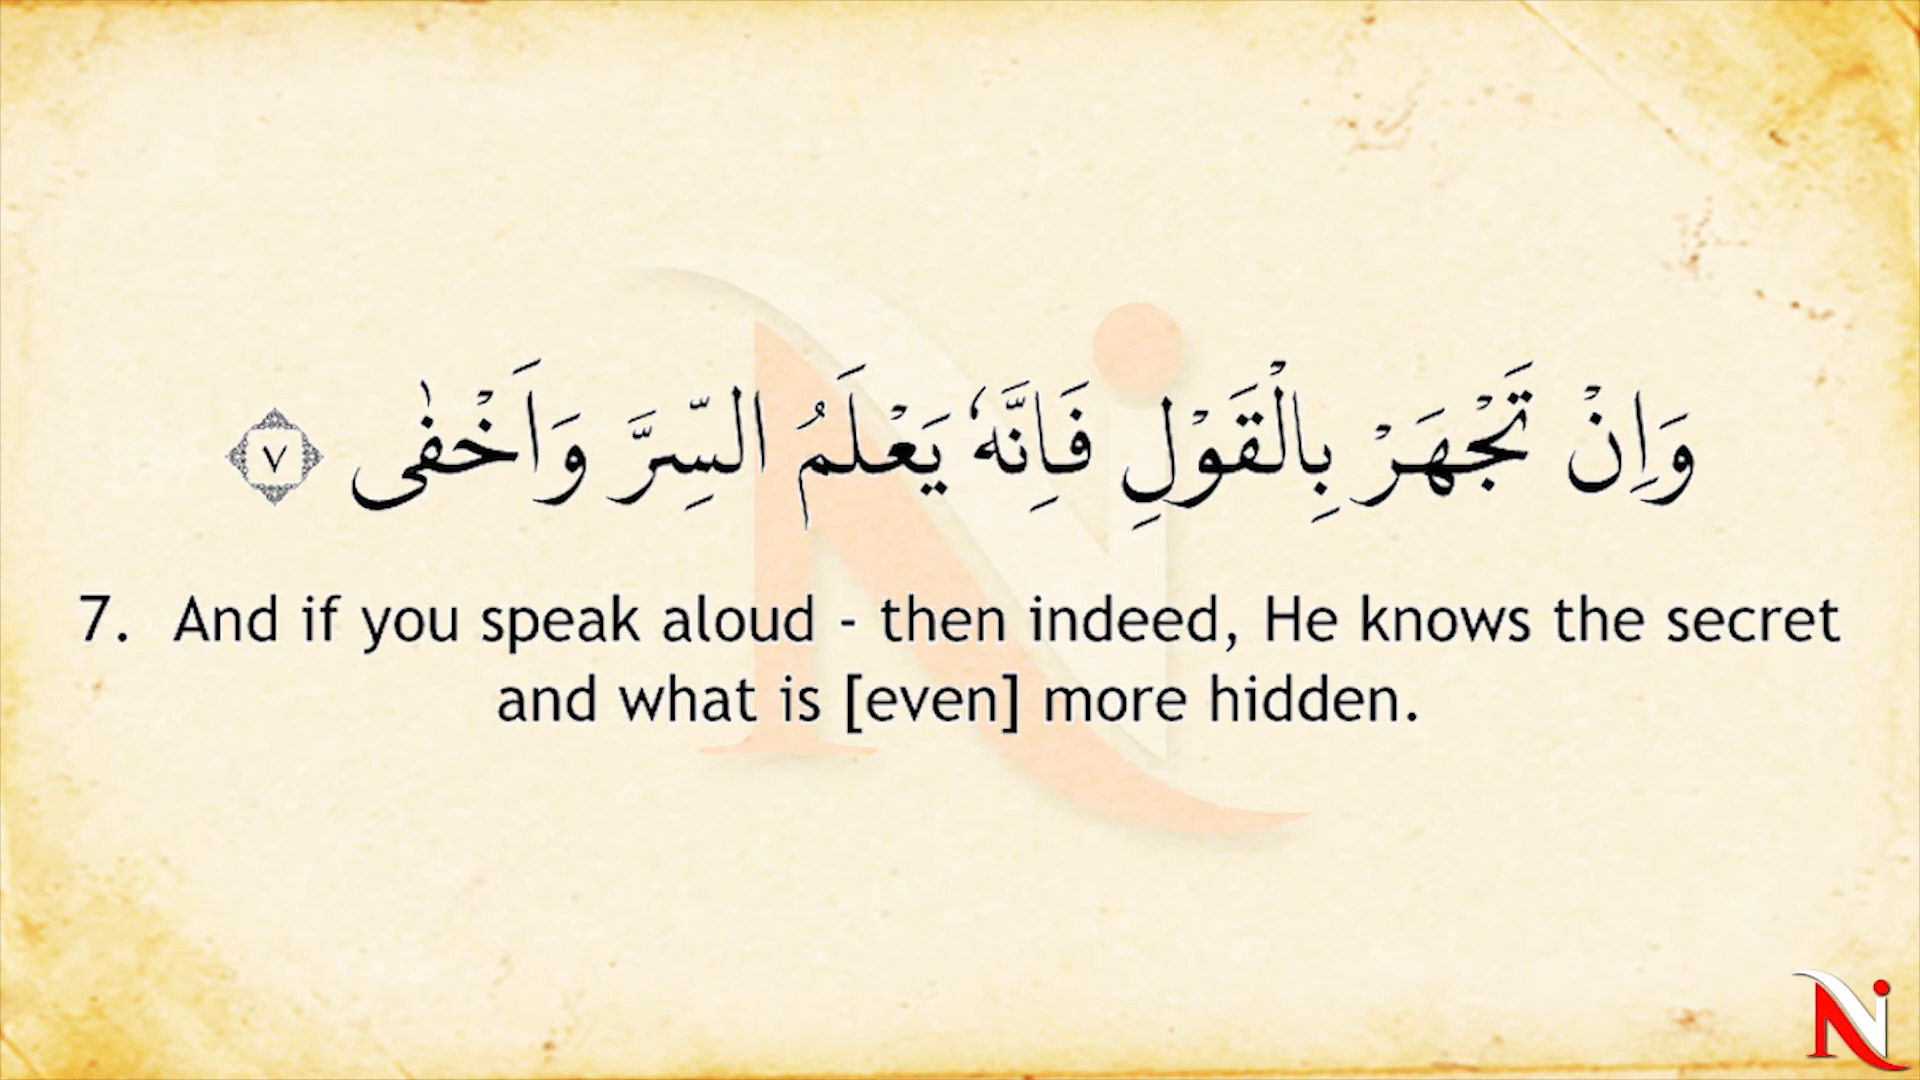 وَاِنْ تَجْهَرْ بِالْقَوْلِ فَاِنَّهٗ يَعْلَمُ السِّرَّ وَاَخْفٰى ٧
7. And if you speak aloud - then indeed, He knows the secret
and what is [even] more hidden.
Ni